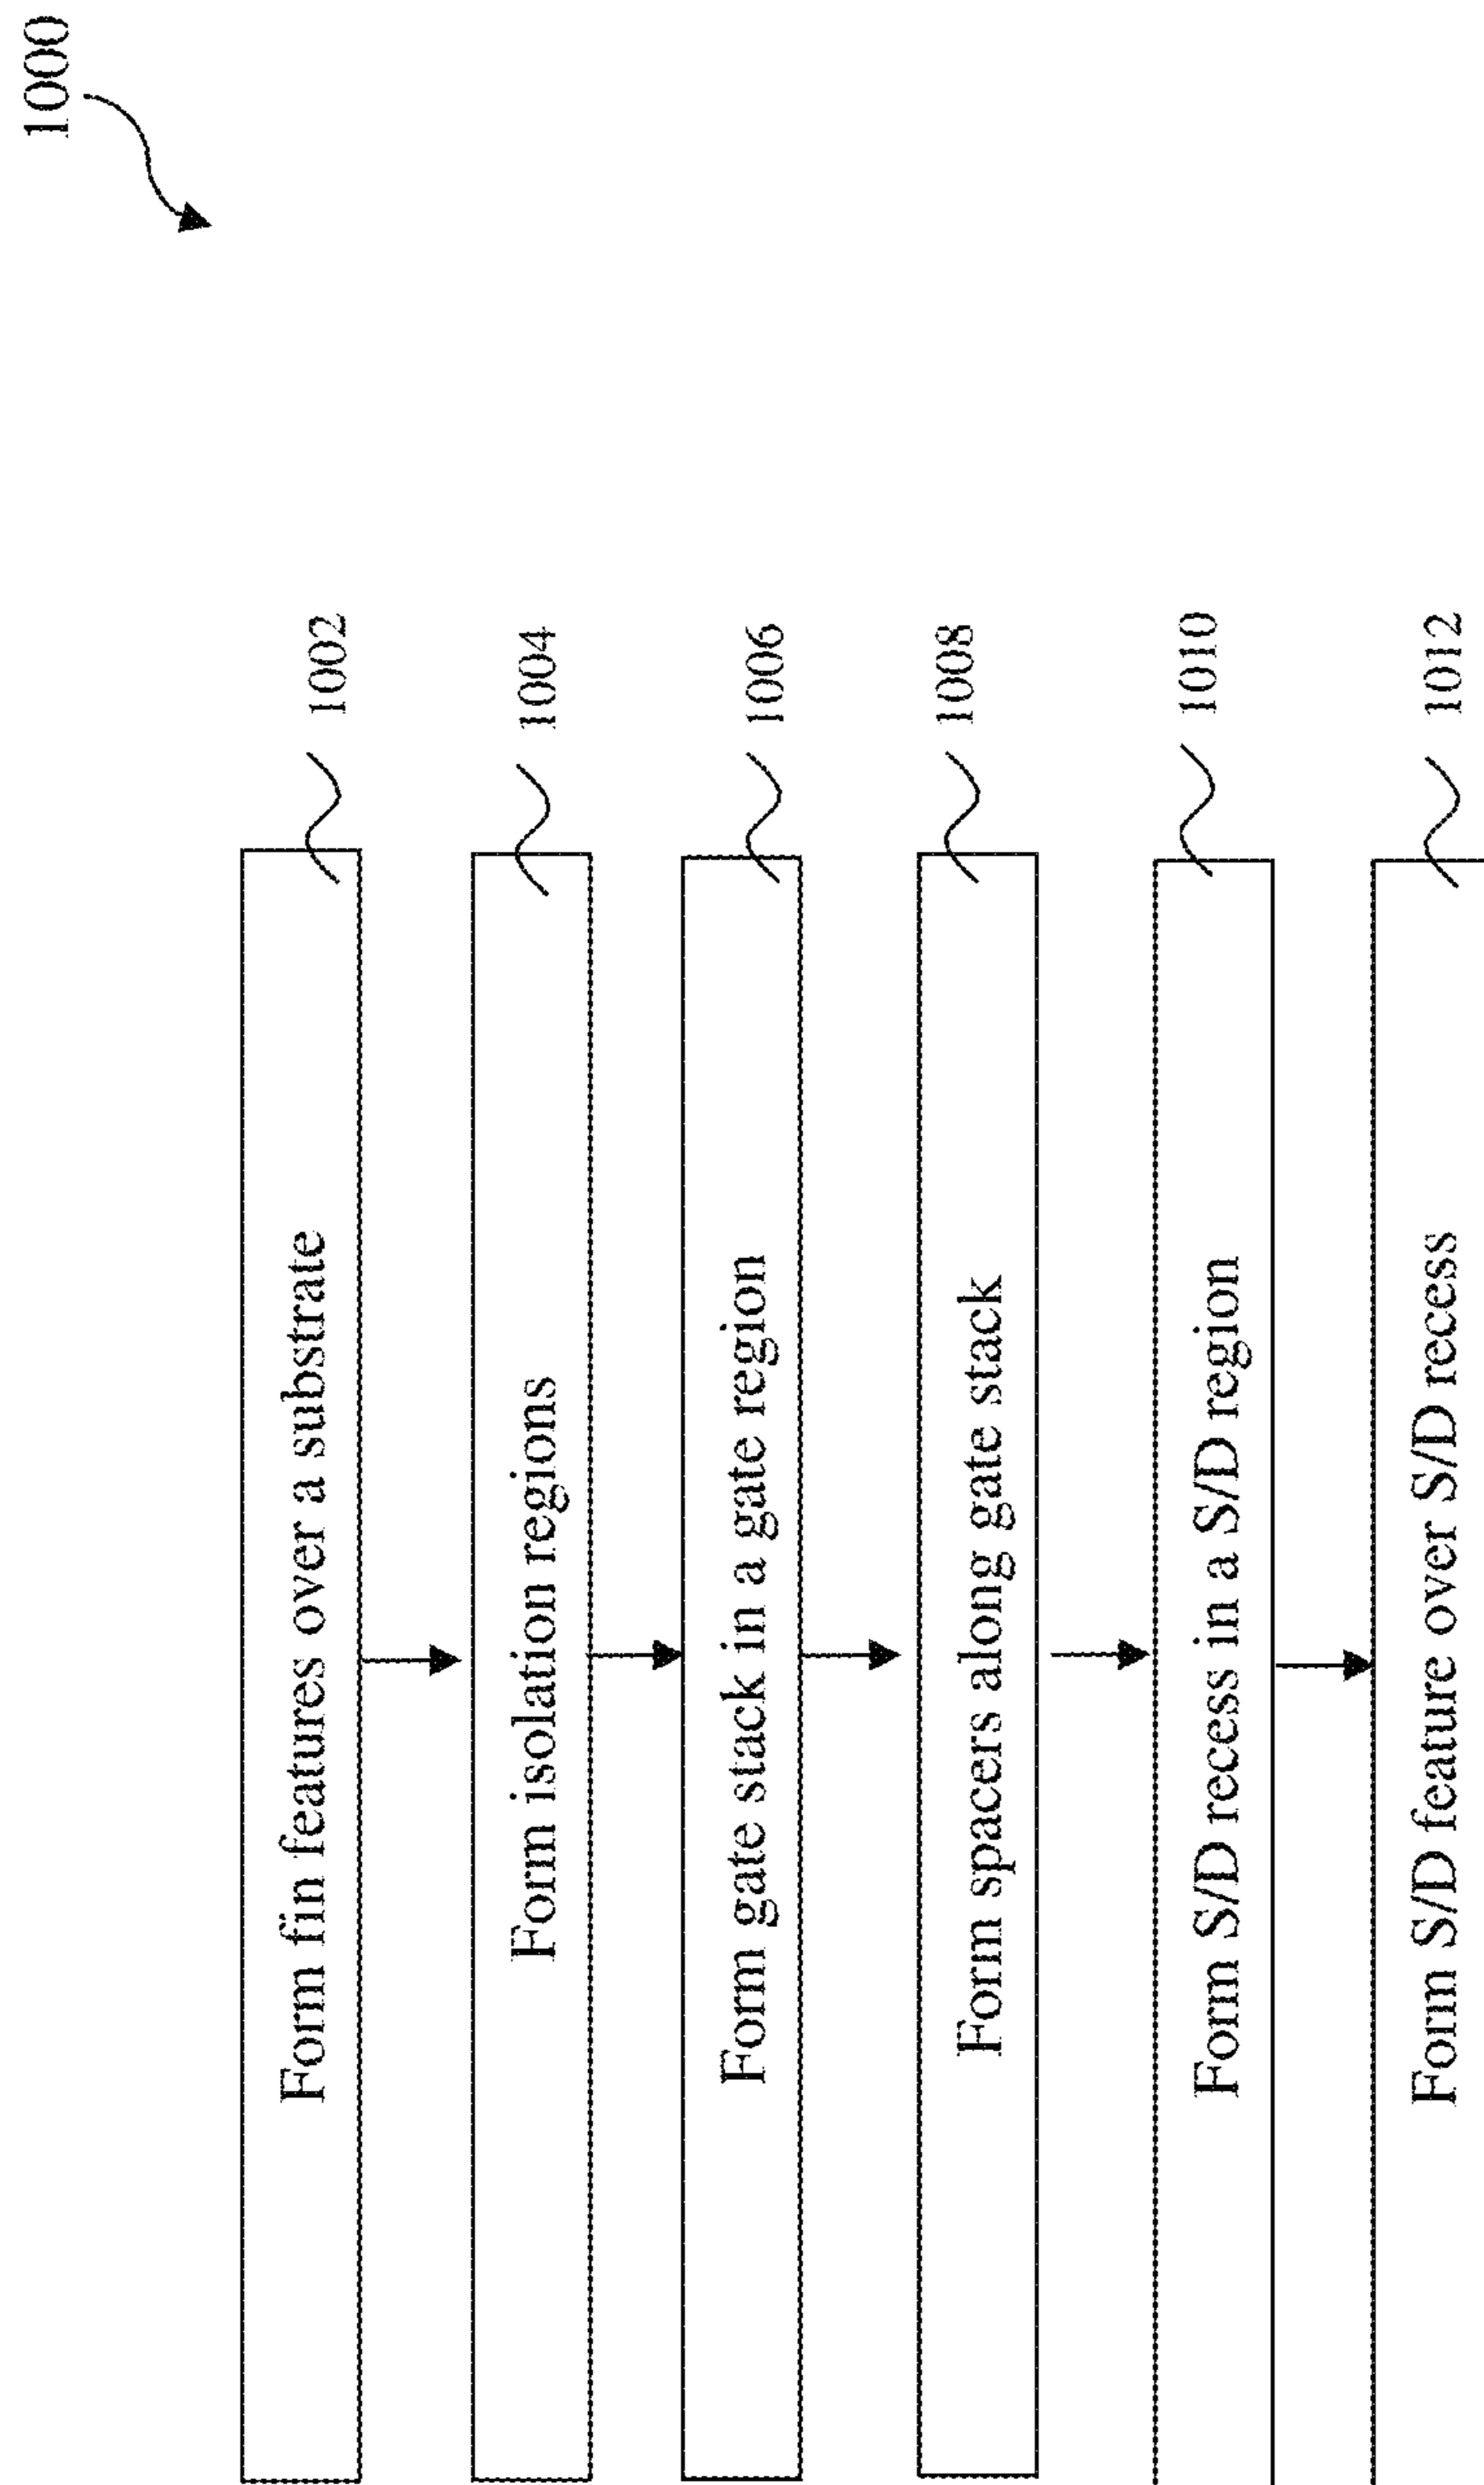 1000
Form fin features over a substrate
1002
Form isolation regions
1004
Form gate stack in a gate region
1006
Form spacers along gate stack
1008
Form S/D recess in a S/D region
1010
Form S/D feature over S/D recess
1012